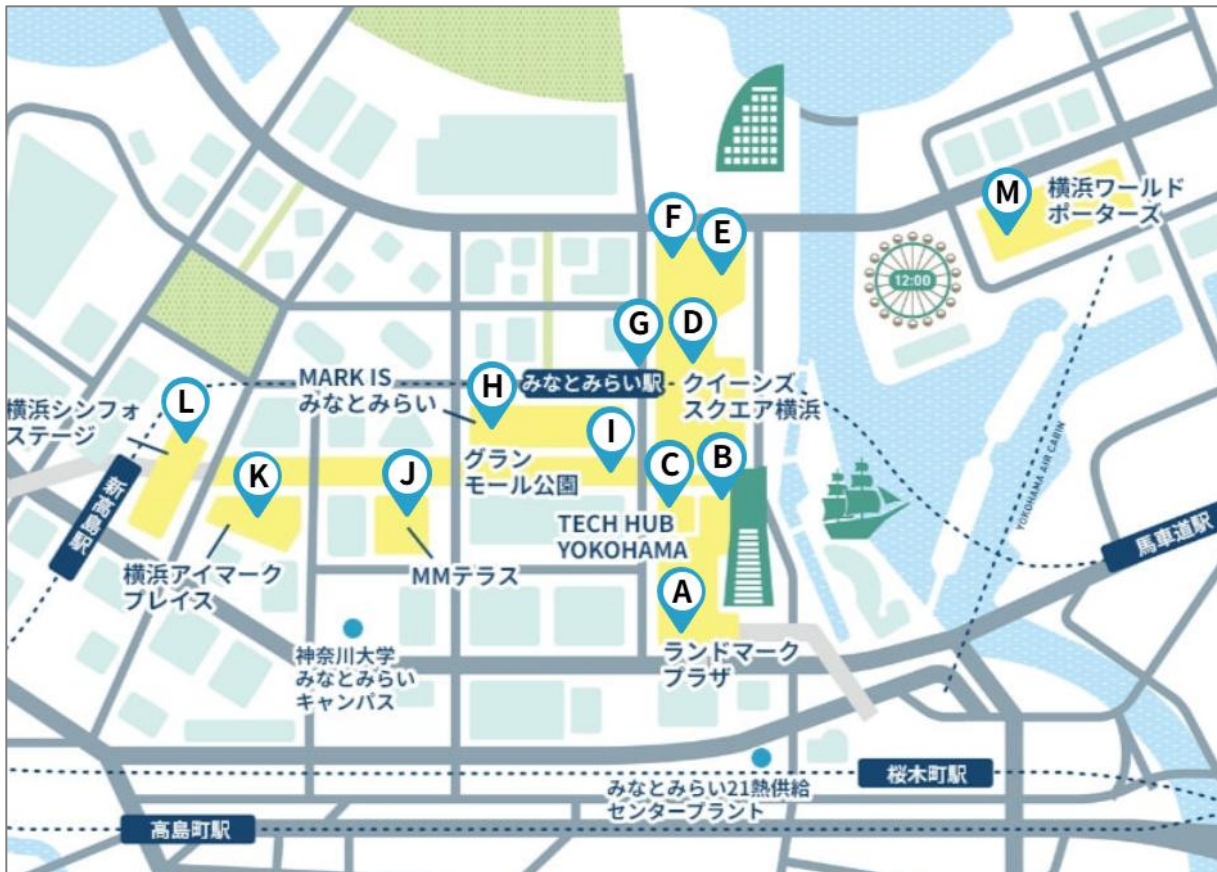 F
E
M
横浜ワールド
ポーターズ
12:00
G
D
MARK IS
みなとみらい
H
みなとみらい駅
クイーンズ
スクエア横浜
L
横浜シンフォ
ステージ
I
グラン
モール公園
C
B
K
J
新高島駅
TECH HUB
YOKOHAMA
YOKOHAMA AIR CABIN
馬車道駅
横浜アイマーク
プレイス
MMテラス
A
ランドマーク
プラザ
神奈川大学
みなとみらい
キャンパス
桜木町駅
みなとみらい21熱供給
センタープラント
高島町駅